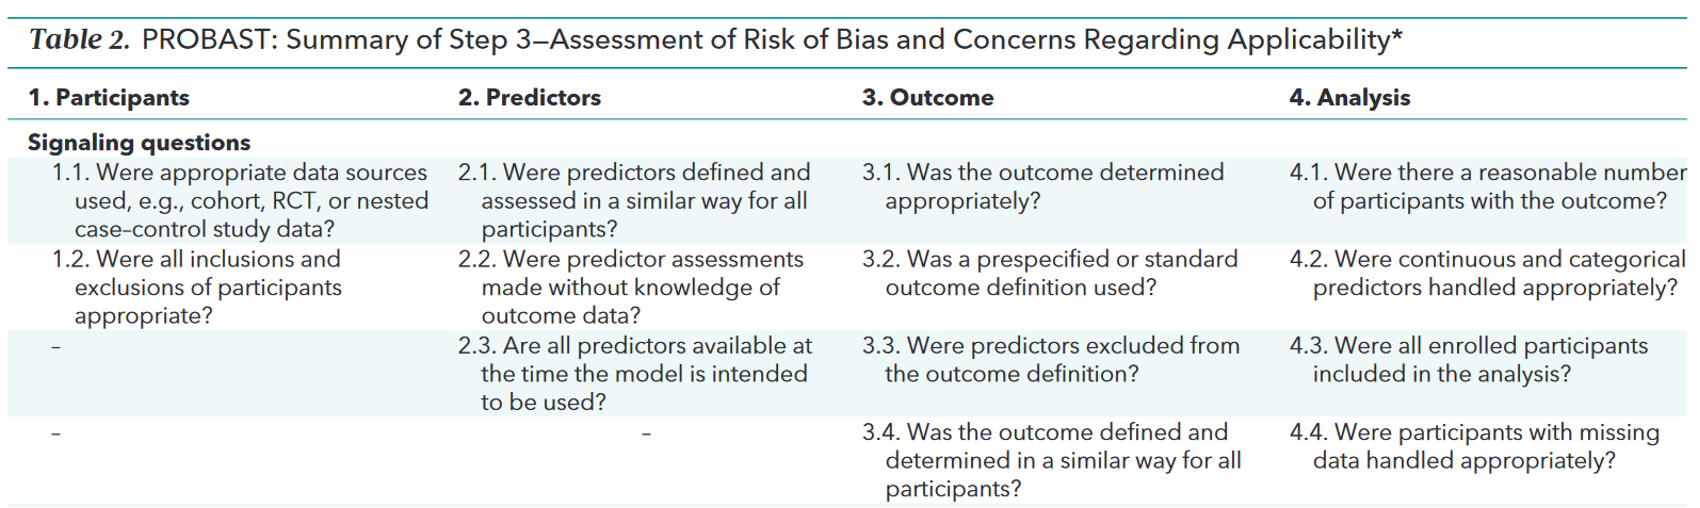 Table 2. PROBAST: Summary of Step 3—Assessment of Risk of Bias and Concerns Regarding Applicability*
1. Participants 2. Predictors 3. Outcome 4. Analysis
Signaling questions
1.1. Were appropriate data sources 2.1. Were predictors defined and 3.1. Was the outcome determined 4.1. Were there a reasonable number
used, e.g., cohort, RCT, or nested assessed in a similar way for all appropriately? of participants with the outcome?
case–control study data? participants?
1.2. Were all inclusions and 2.2. Were predictor assessments 3.2. Was a prespecified or standard 4.2. Were continuous and categorical
exclusions of participants made without knowledge of outcome definition used? predictors handled appropriately?
appropriate? outcome data?
– 2.3. Are all predictors available at 3.3. Were predictors excluded from 4.3. Were all enrolled participants
the time the model is intended the outcome definition? included in the analysis?
to be used?
– – 3.4. Was the outcome defined and 4.4. Were participants with missing
determined in a similar way for all data handled appropriately?
participants?